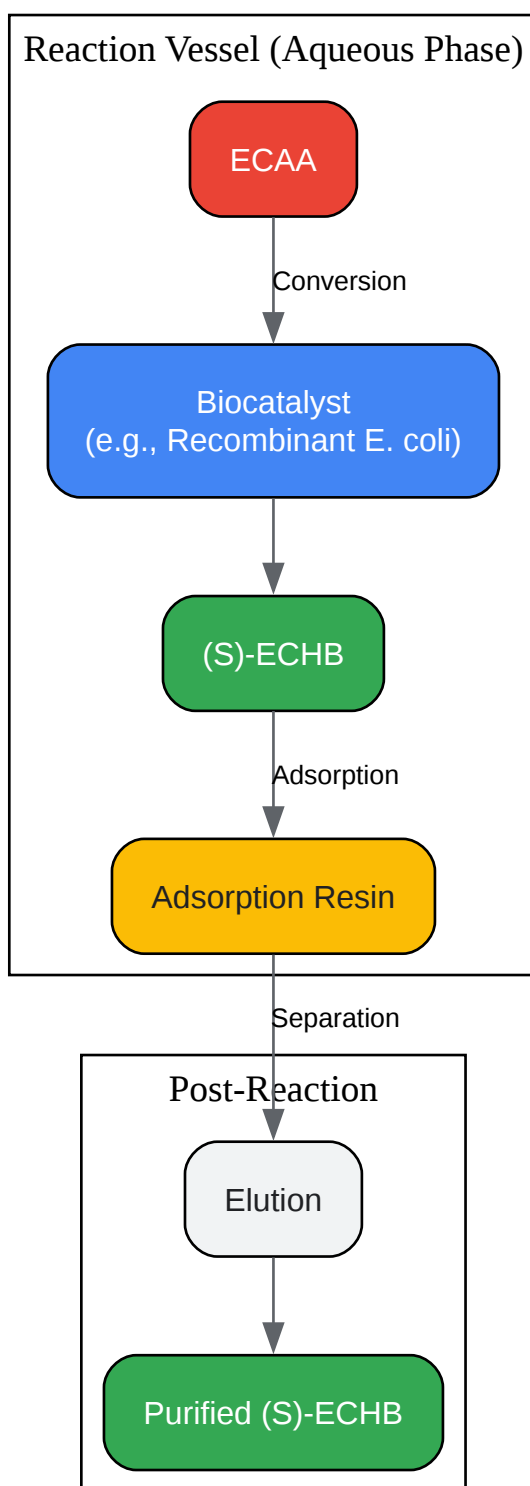 Reaction Vessel (Aqueous Phase)
ECAA
Conversion
Biocatalyst
(e.g., Recombinant E. coli)
(S)-ECHB
Adsorption
Adsorption Resin
Separation
Post-Reaction
Elution
Purified (S)-ECHB